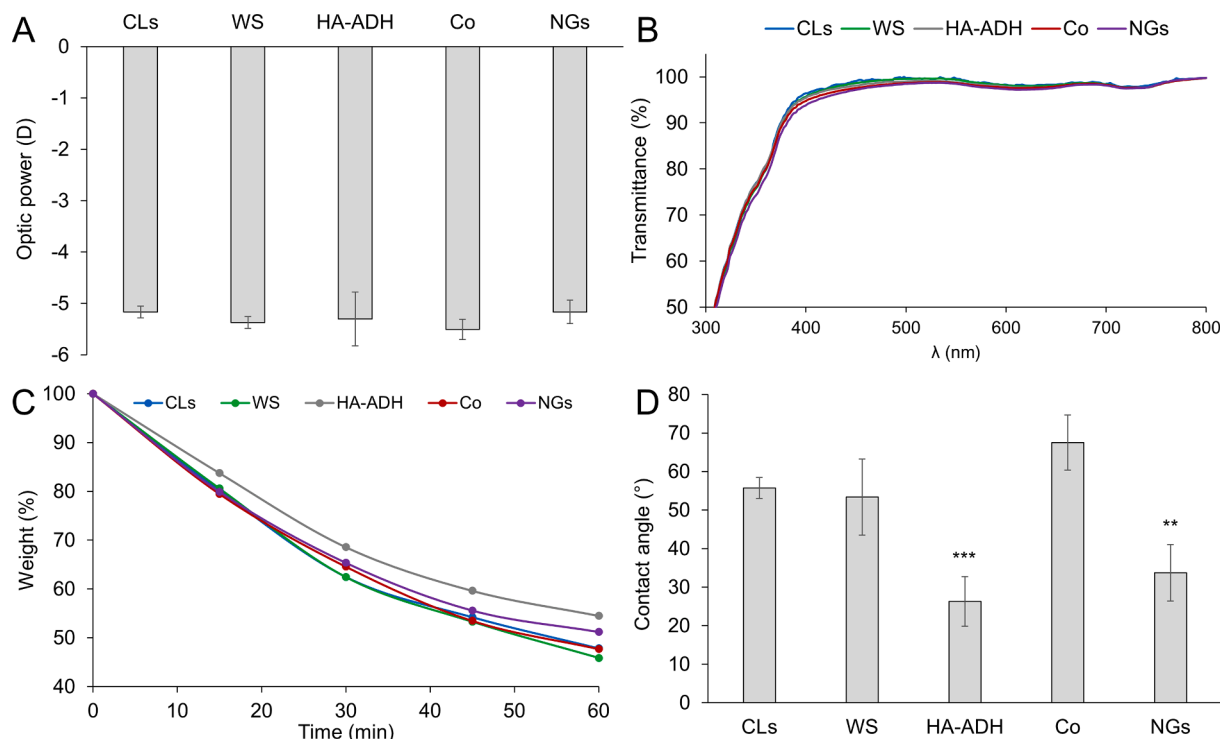 A
CLs WS HA-ADH Co NGs
0
-1
-2
-3
-4
-5
-6
Optic power (D)
B
CLs WS HA-ADH Co NGs
100
90
80
70
60
50
Transmittance (%)
300 400 500 600 700 800
λ (nm)
C
CLs WS HA-ADH Co NGs
100
90
80
70
60
50
40
Weight (%)
0 10 20 30 40 50 60
Time (min)
D
80
70
60
50
40
30
20
10
0
Contact angle (°)
***
**
CLs WS HA-ADH Co NGs